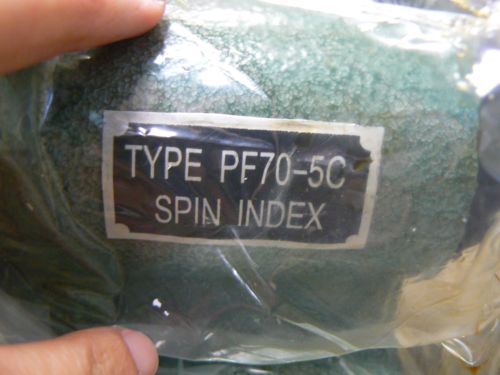 TYPE PF70-5C
SPIN INDEX